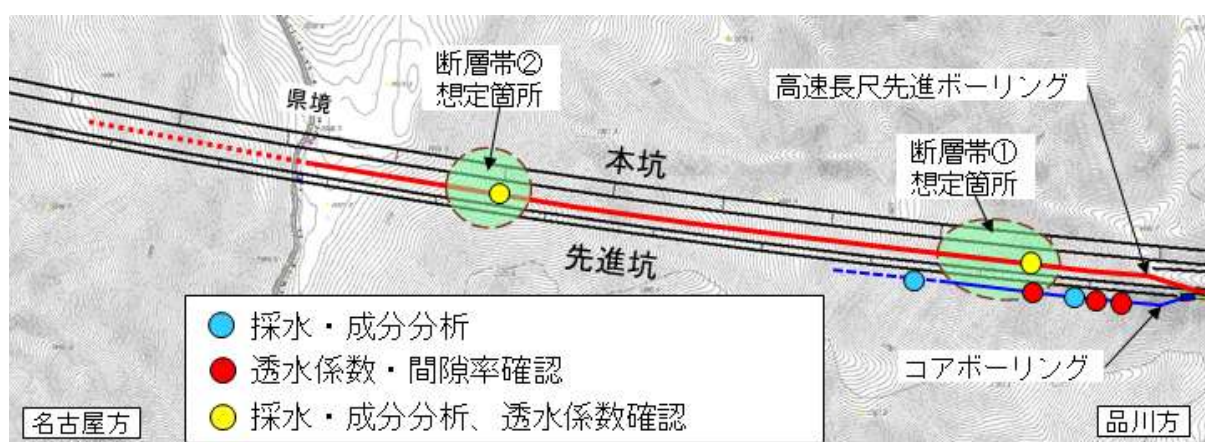 断層帯②
想定箇所
高速長尺先進ボーリング
県境
本坑
断層帯①
想定箇所
先進坑
採水・成分分析
透水係数・間隙率確認
採水・成分分析、透水係数確認
コアボーリング
名古屋方
品川方